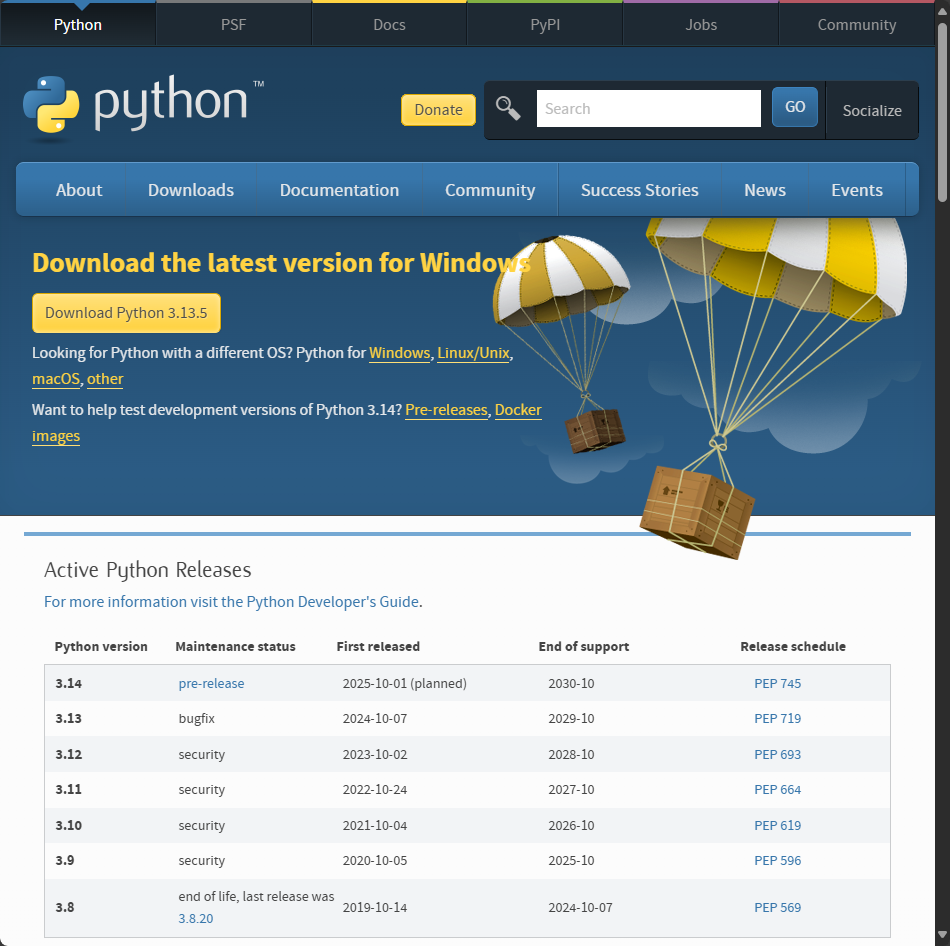 Python PSF Docs PyPI Jobs Community
python™
Donate Search GO Socialize
About Downloads Documentation Community Success Stories News Events
Download the latest version for Windows
Download Python 3.13.5
Looking for Python with a different OS? Python for Windows, Linux/Unix,
macOS, other
Want to help test development versions of Python 3.14? Pre-releases, Docker
images
Active Python Releases
For more information visit the Python Developer's Guide.
Python version Maintenance status First released End of support Release schedule
3.14 pre-release 2025-10-01 (planned) 2030-10 PEP 745
3.13 bugfix 2024-10-07 2029-10 PEP 719
3.12 security 2023-10-02 2028-10 PEP 693
3.11 security 2022-10-24 2027-10 PEP 664
3.10 security 2021-10-04 2026-10 PEP 619
3.9 security 2020-10-05 2025-10 PEP 596
3.8 end of life, last release was 3.8.20 2019-10-14 2024-10-07 PEP 569